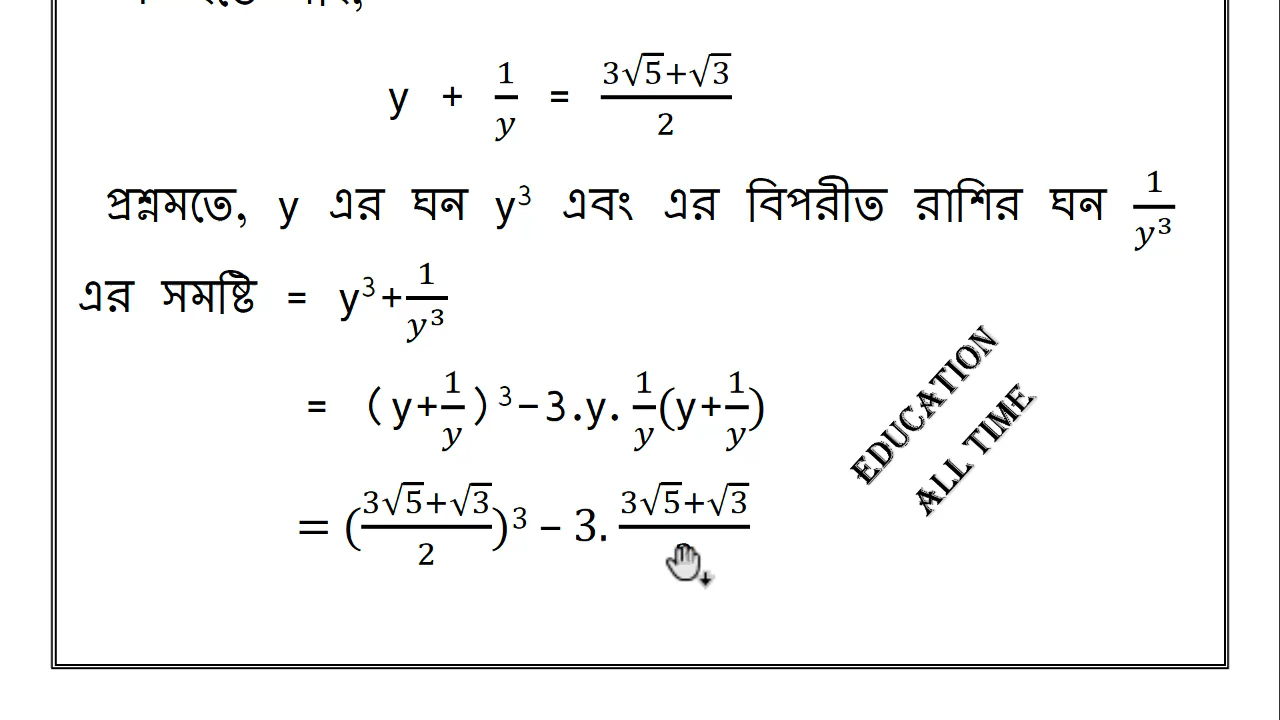 y + 1/y = (3√5+√3)/2
প্রশ্নমতে, y এর ঘন y³ এবং এর বিপরীত রাশির ঘন 1/y³
এর সমষ্টি = y³+1/y³
= (y+1/y)³-3.y.1/y(y+1/y)
= ((3√5+√3)/2)³ – 3. (3√5+√3)/
EDUCATION
ALL TIME